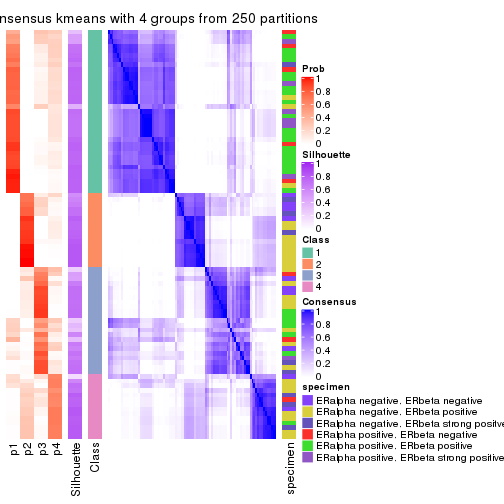 nsensus kmeans with 4 groups from 250 partitions
Prob
1
0.8
0.6
0.4
0.2
0
Silhouette
1
0.8
0.6
0.4
0.2
0
Class
1
2
3
4
Consensus
1
0.8
0.6
0.4
0.2
0
specimen
ERalpha negative. ERbeta negative
ERalpha negative. ERbeta positive
ERalpha negative. ERbeta strong positive
ERalpha positive. ERbeta negative
ERalpha positive. ERbeta positive
ERalpha positive. ERbeta strong positive
p1
p2
p3
p4
Silhouette
Class
specimen